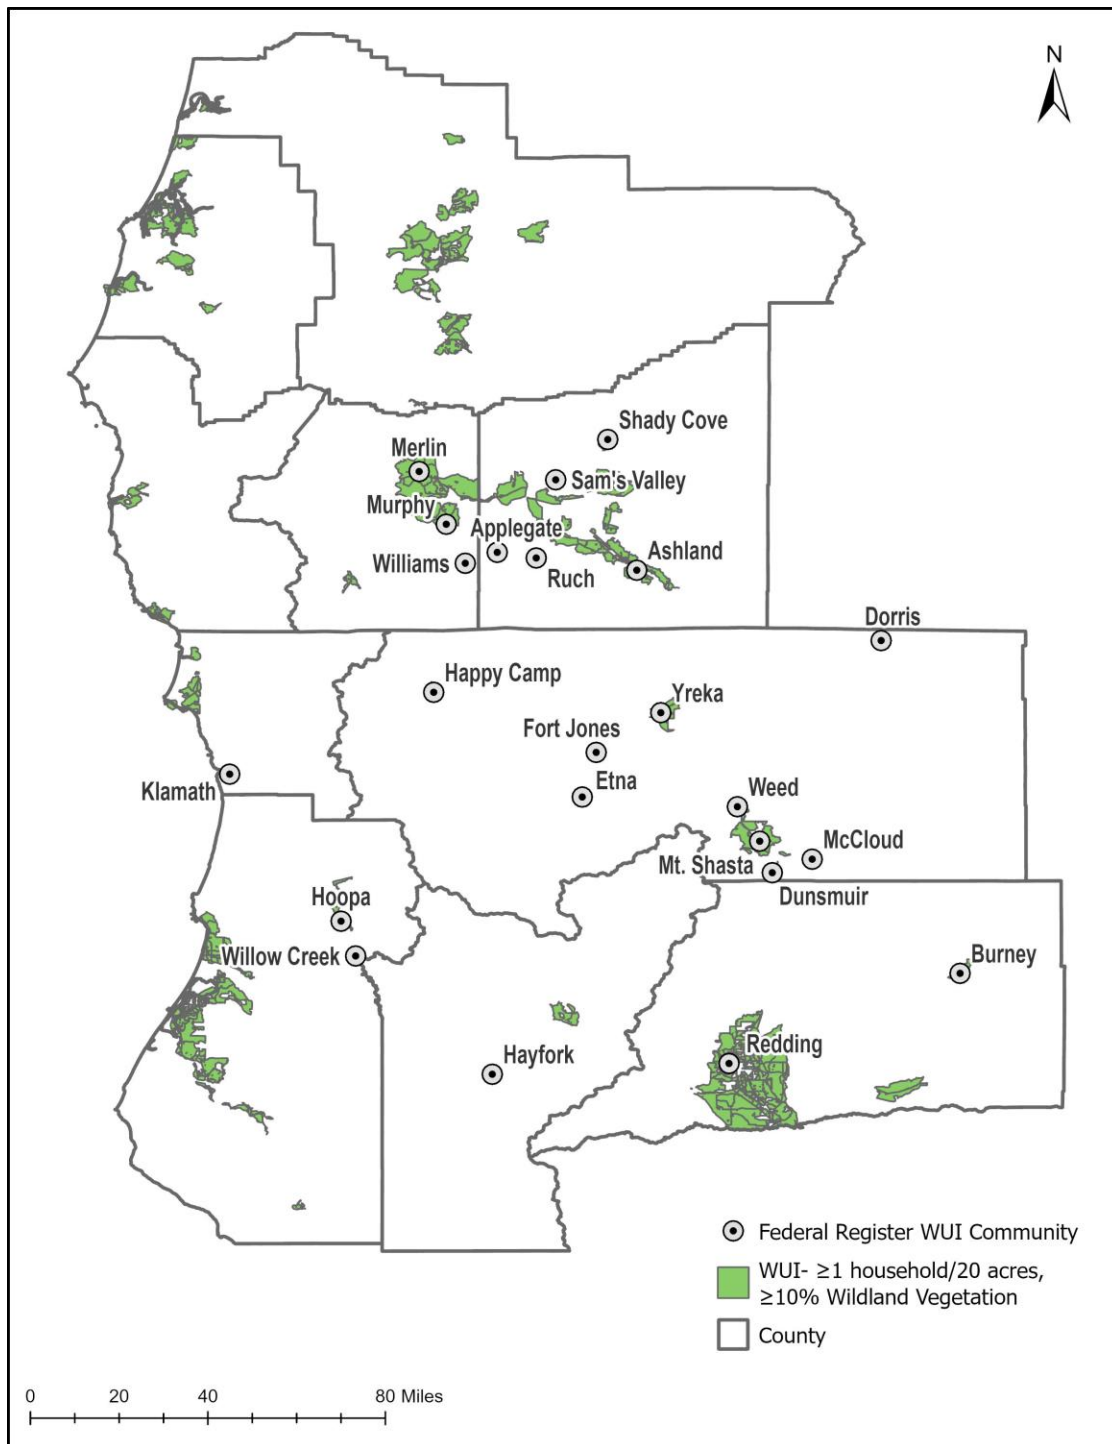 N
Shady Cove
Merlin
Sam's Valley
Murphy
Applegate
Williams
Ruch
Ashland
Dorris
Happy Camp
Yreka
Fort Jones
Etna
Klamath
Weed
McCloud
Mt. Shasta
Dunsmuir
Hoopa
Willow Creek
Burney
Redding
Hayfork
Federal Register WUI Community
WUI- ≥1 household/20 acres,
≥10% Wildland Vegetation
County
0 20 40 80 Miles